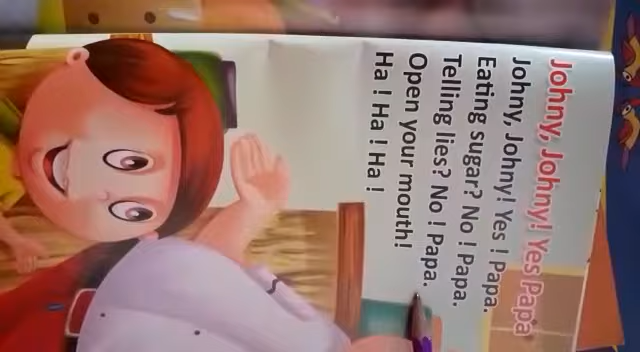 Johny, Johny! Yes Papa
Johny, Johny! Yes ! Papa.
Eating sugar? No ! Papa.
Telling lies? No ! Papa.
Open your mouth!
Ha ! Ha ! Ha !